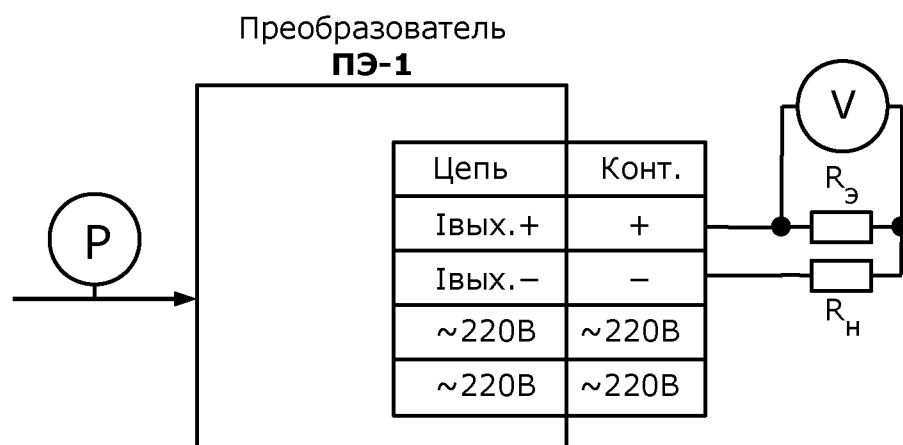 Преобразователь
ПЭ-1
V
Цепь Конт.
RЭ
P
Iвых.+ +
Iвых.− −
Rн
~220В ~220В
~220В ~220В